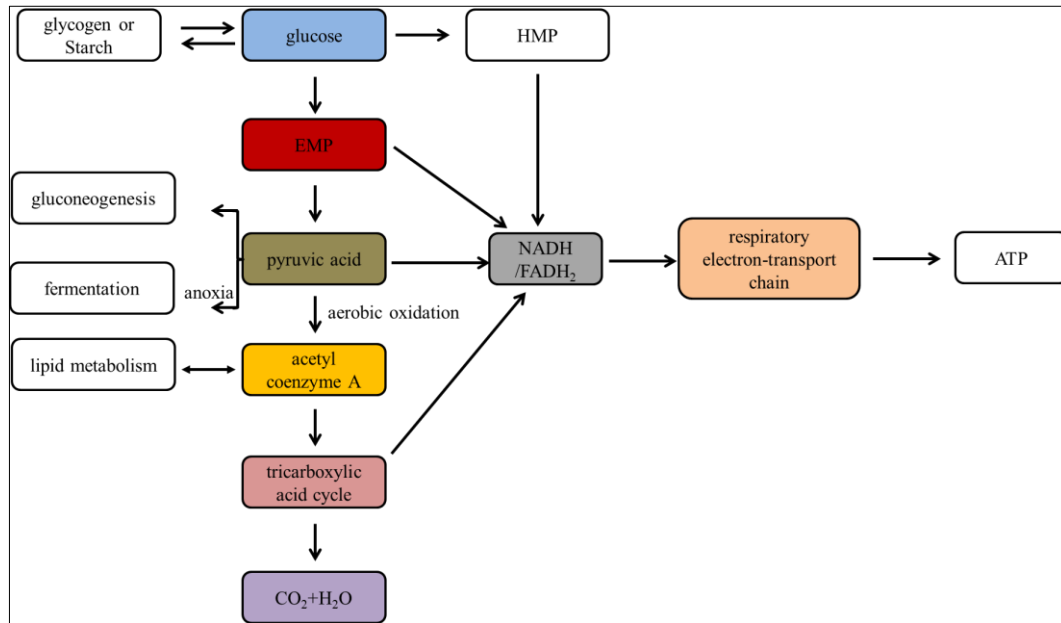 glycogen or
Starch
glucose
HMP
EMP
gluconeogenesis
pyruvic acid
NADH
/FADH₂
respiratory
electron-transport
chain
ATP
fermentation
anoxia
aerobic oxidation
lipid metabolism
acetyl
coenzyme A
tricarboxylic
acid cycle
CO₂+H₂O